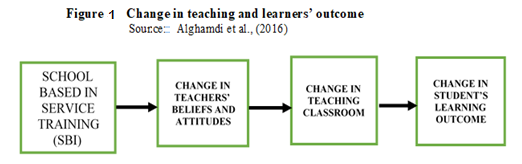 Figure 1 Change in teaching and learners' outcome
Source:: Alghamdi et al., (2016)
SCHOOL
BASED IN
SERVICE
TRAINING
(SBI)
CHANGE IN
TEACHERS'
BELIEFS AND
ATTITUDES
CHANGE IN
TEACHING
CLASSROOM
CHANGE IN
STUDENT'S
LEARNING
OUTCOME